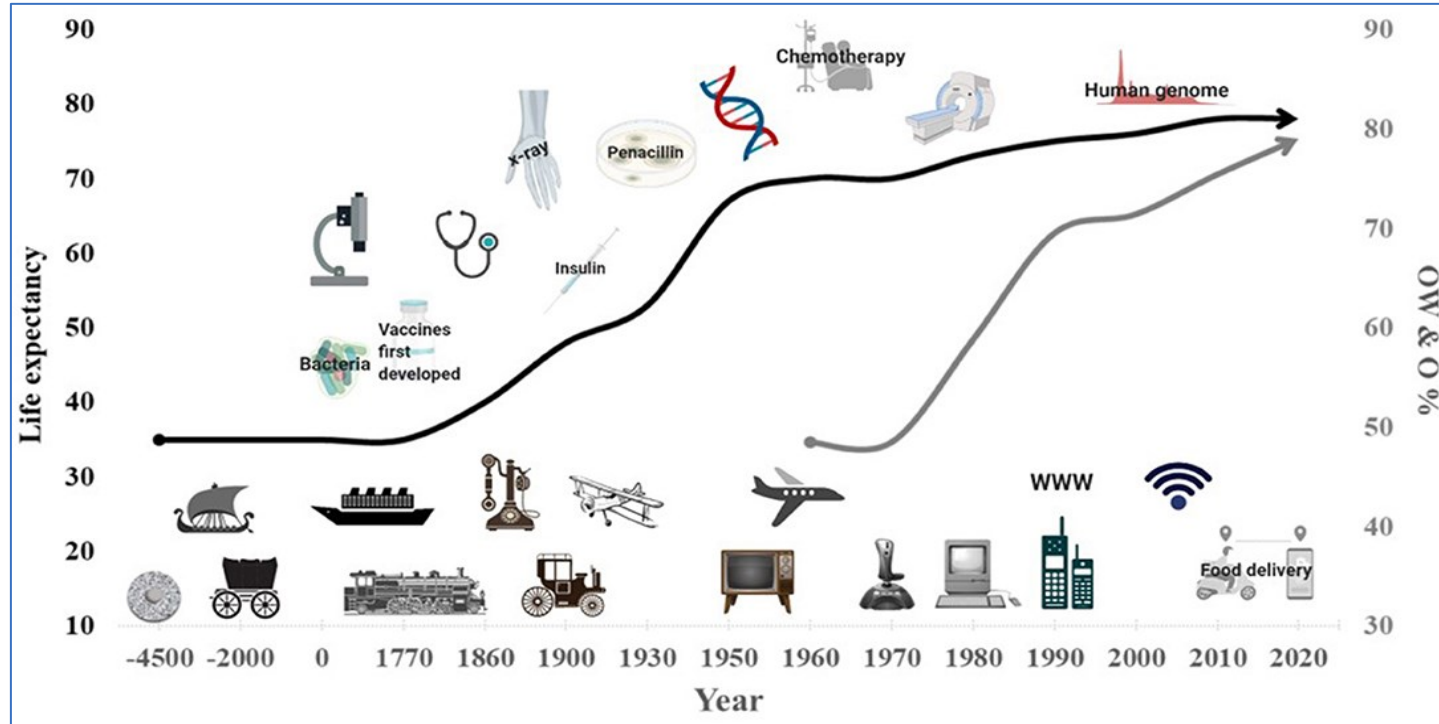 90
80
70
60
50
40
30
20
10
Life expectancy
90
80
70
60
50
40
30
OW & O %
Chemotherapy
Human genome
x-ray
Penacillin
Insulin
Vaccines
first
developed
Bacteria
WWW
Food delivery
-4500 -2000 0 1770 1860 1900 1930 1950 1960 1970 1980 1990 2000 2010 2020
Year